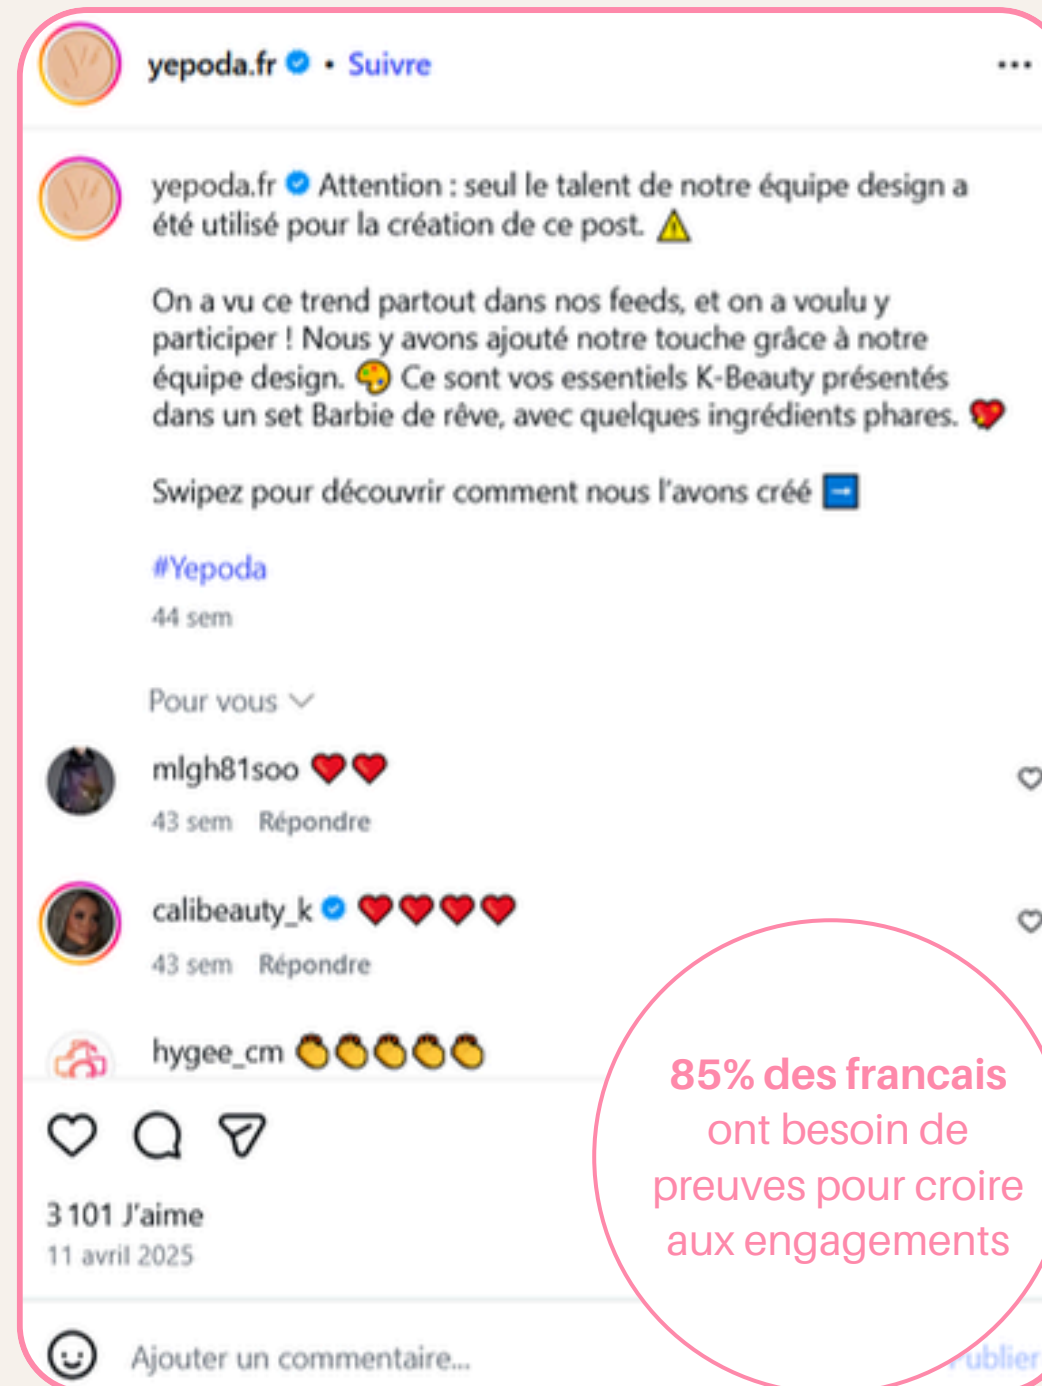 yepoda.fr • Suivre
yepoda.fr Attention : seul le talent de notre équipe design a
été utilisé pour la création de ce post. ⚠️
On a vu ce trend partout dans nos feeds, et on a voulu y
participer ! Nous y avons ajouté notre touche grâce à notre
équipe design. 🎨 Ce sont vos essentiels K-Beauty présentés
dans un set Barbie de rêve, avec quelques ingrédients phares. 💖
Swipez pour découvrir comment nous l'avons créé ➡️
#Yepoda
44 sem
Pour vous
mlgh81soo ❤️❤️
43 sem Répondre
calibeauty_k ❤️❤️❤️❤️
43 sem Répondre
hygee_cm 👏👏👏👏👏
3 101 J'aime
11 avril 2025
Ajouter un commentaire...
Publier
85% des francais
ont besoin de
preuves pour croire
aux engagements